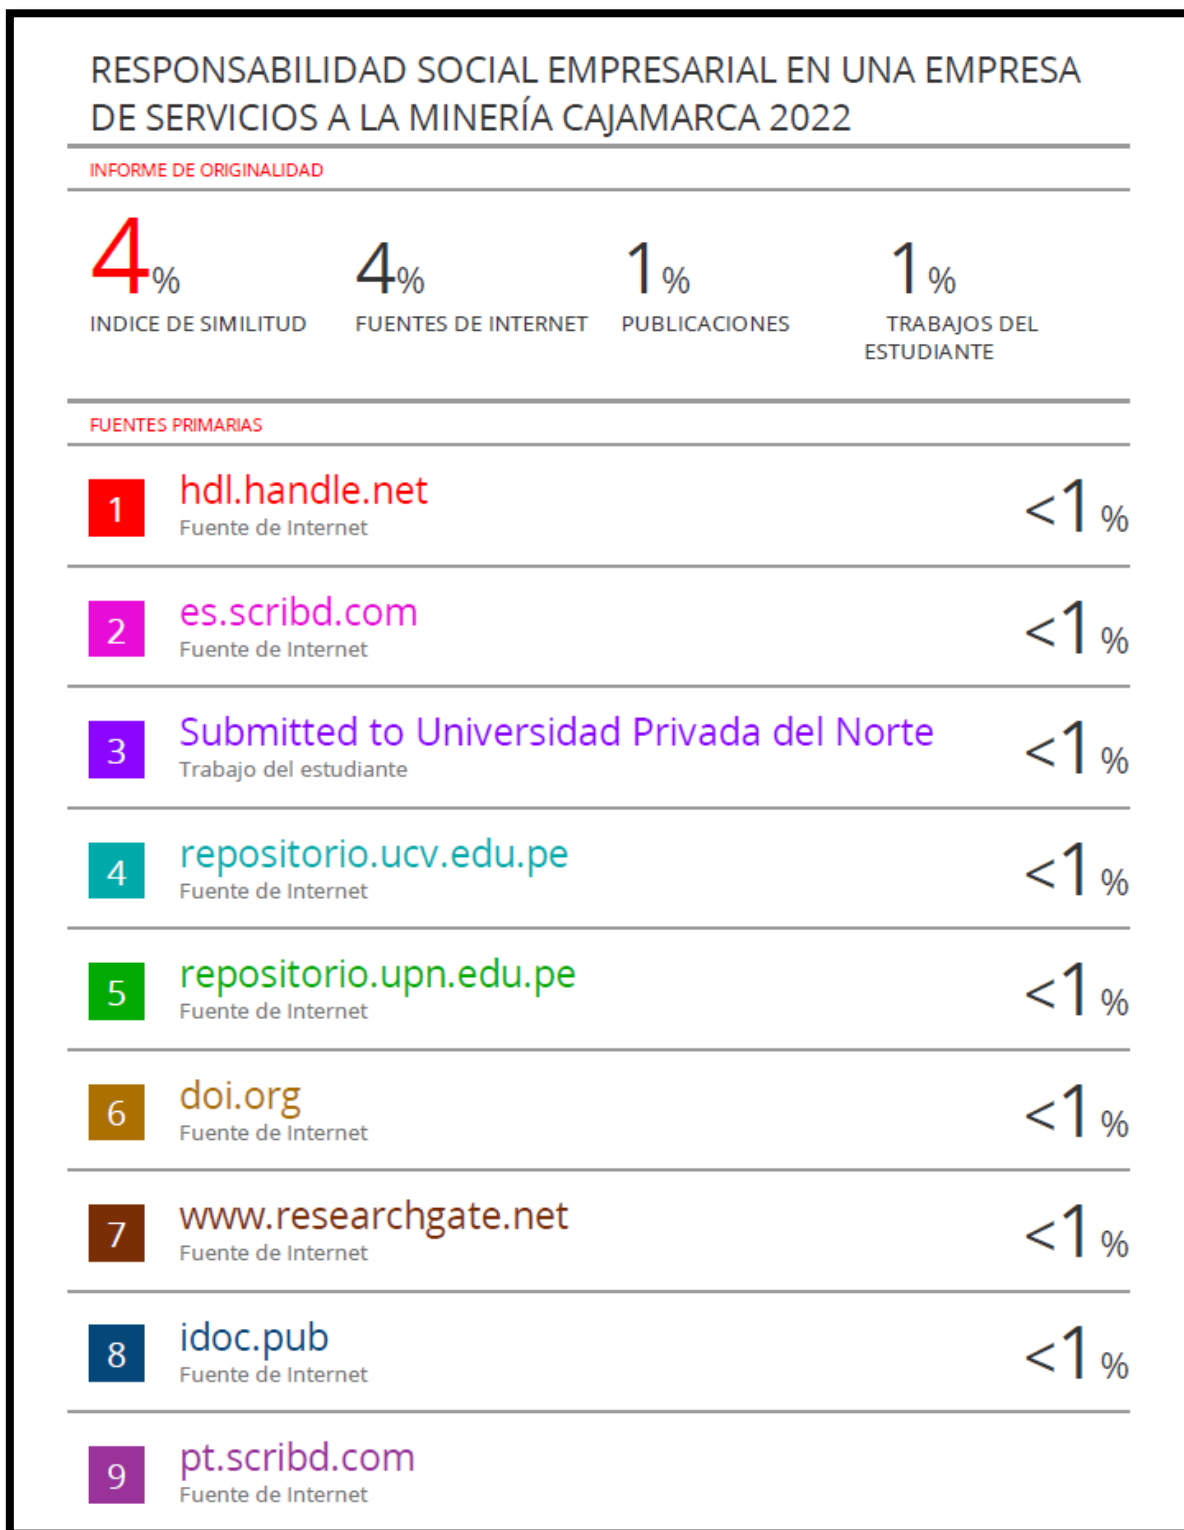 RESPONSABILIDAD SOCIAL EMPRESARIAL EN UNA EMPRESA
DE SERVICIOS A LA MINERÍA CAJAMARCA 2022
INFORME DE ORIGINALIDAD
4% 4% 1% 1%
INDICE DE SIMILITUD FUENTES DE INTERNET PUBLICACIONES TRABAJOS DEL
ESTUDIANTE
FUENTES PRIMARIAS
1 hdl.handle.net <1%
Fuente de Internet
2 es.scribd.com <1%
Fuente de Internet
3 Submitted to Universidad Privada del Norte <1%
Trabajo del estudiante
4 repositorio.ucv.edu.pe <1%
Fuente de Internet
5 repositorio.upn.edu.pe <1%
Fuente de Internet
6 doi.org <1%
Fuente de Internet
7 www.researchgate.net <1%
Fuente de Internet
8 idoc.pub <1%
Fuente de Internet
9 pt.scribd.com
Fuente de Internet